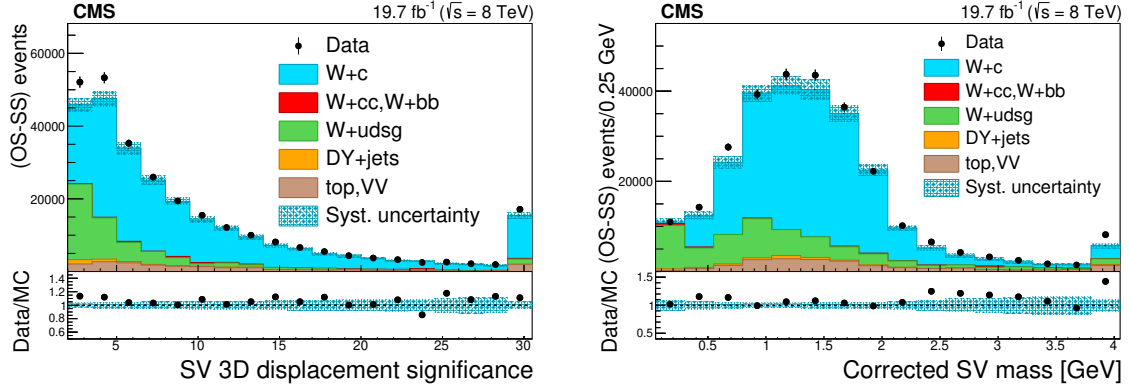 CMS 19.7 fb⁻¹ (√s = 8 TeV)
(OS-SS) events
60000
40000
20000
Data
W+c
W+cc,W+bb
W+udsg
DY+jets
top,VV
Syst. uncertainty
Data/MC
1.4
1.2
1
0.8
0.6
5 10 15 20 25 30
SV 3D displacement significance
CMS 19.7 fb⁻¹ (√s = 8 TeV)
(OS-SS) events/0.25 GeV
40000
20000
Data
W+c
W+cc,W+bb
W+udsg
DY+jets
top,VV
Syst. uncertainty
Data/MC
1.5
1
0.5
0.5 1 1.5 2 2.5 3 3.5 4
Corrected SV mass [GeV]